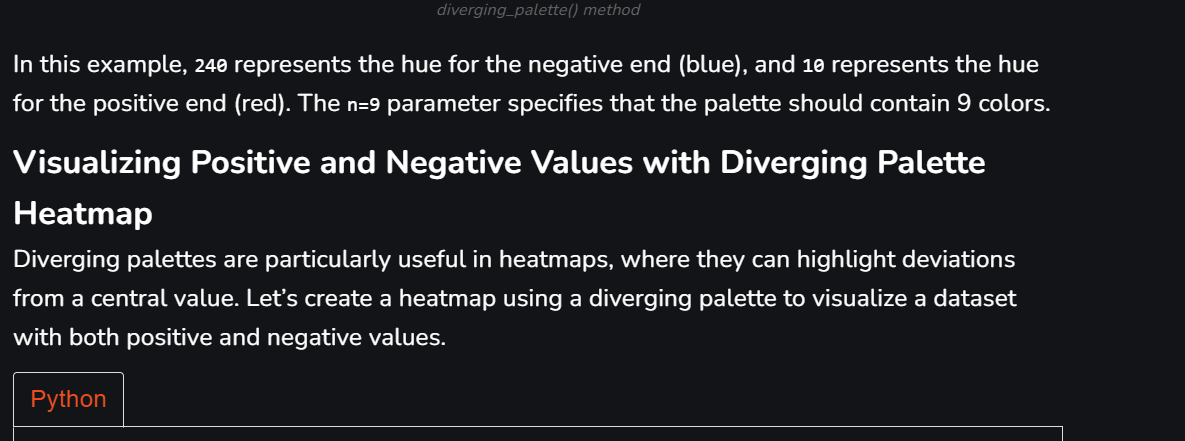 diverging_palette() method
In this example, 240 represents the hue for the negative end (blue), and 10 represents the hue
for the positive end (red). The n=9 parameter specifies that the palette should contain 9 colors.
Visualizing Positive and Negative Values with Diverging Palette
Heatmap
Diverging palettes are particularly useful in heatmaps, where they can highlight deviations
from a central value. Let’s create a heatmap using a diverging palette to visualize a dataset
with both positive and negative values.
Python